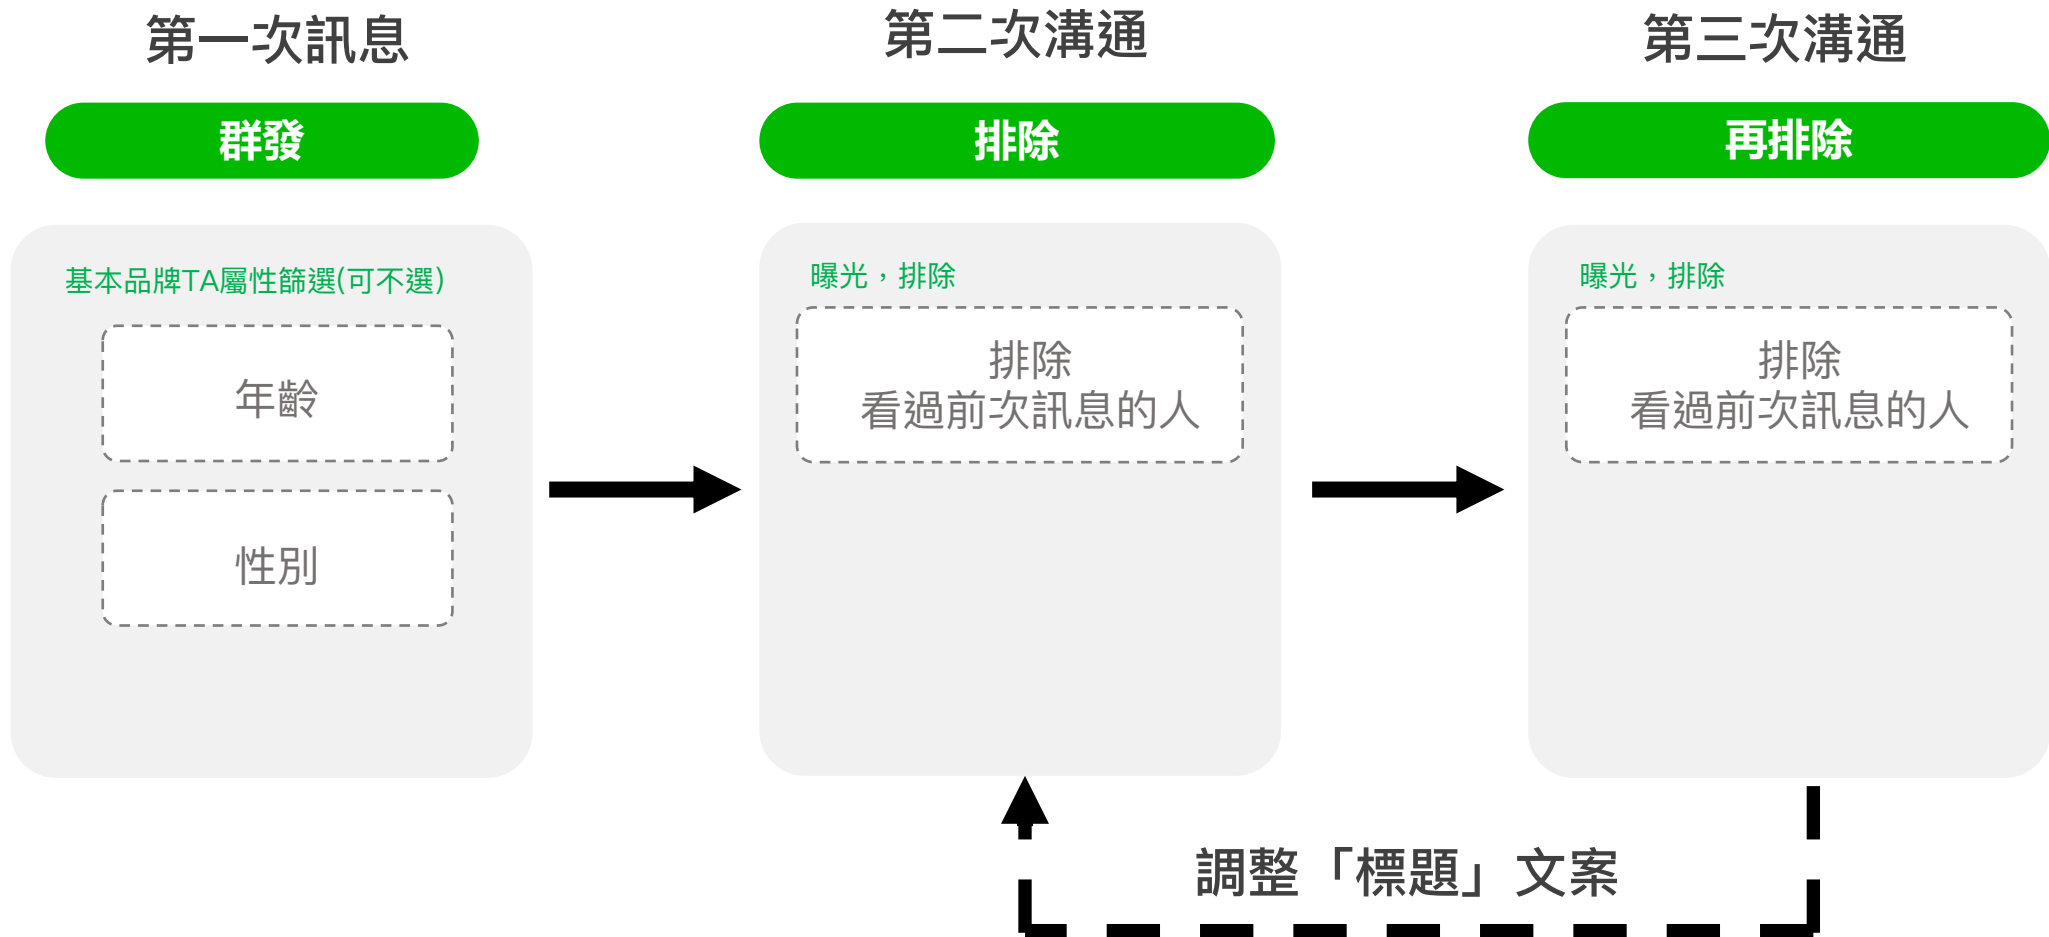 第一次訊息
群發
基本品牌TA屬性篩選(可不選)
年齡
性別
第二次溝通
排除
曝光，排除
排除
看過前次訊息的人
第三次溝通
再排除
曝光，排除
排除
看過前次訊息的人
調整「標題」文案